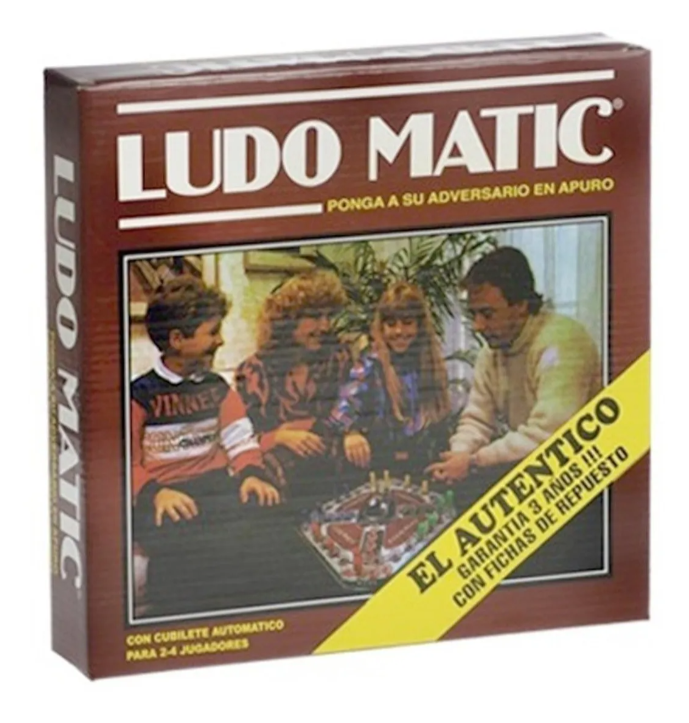 LUDO MATIC®
PONGA A SU ADVERSARIO EN APURO
LUDO MATIC
VINNER
EL AUTENTICO
GARANTIA 3 AÑOS !!!
CON FICHAS DE REPUESTO
CON CUBILETE AUTOMATICO
PARA 2-4 JUGADORES